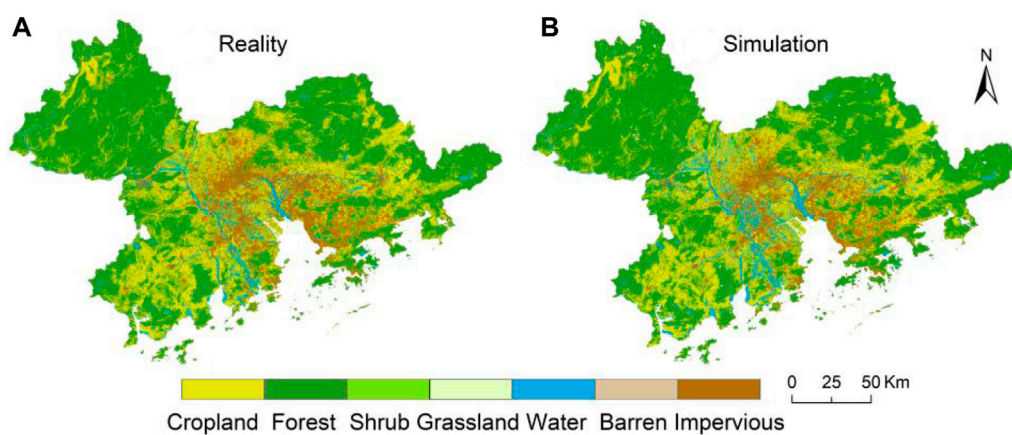 A Reality B Simulation
N
Cropland Forest Shrub Grassland Water Barren Impervious
0 25 50 Km